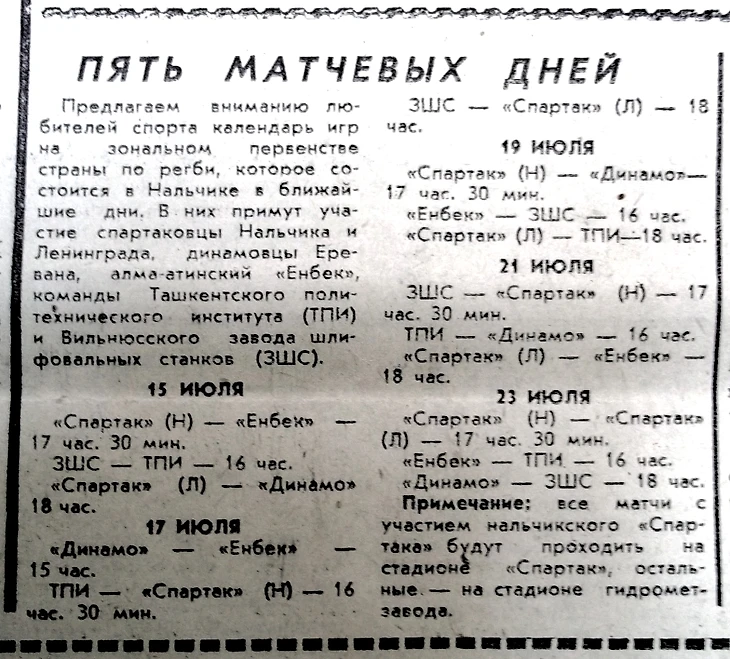 ПЯТЬ МАТЧЕВЫХ ДНЕЙ
Предлагаем вниманию лю-
бителей спорта календарь игр
на зональном первенстве
страны по регби, которое со-
стоится в Нальчике в ближай-
шие дни. В них примут уча-
стие спартаковцы Нальчика и
Ленинграда, динамовцы Ере-
вана, алма-атинский «Енбек»,
команды Ташкентского поли-
технического института (ТПИ)
и Вильнюсского завода шли-
фовальных станков (ЗШС).
15 ИЮЛЯ
«Спартак» (Н) — «Енбек» —
17 час. 30 мин.
ЗШС — ТПИ — 16 час.
«Спартак» (Л) — «Динамо»
18 час.
17 ИЮЛЯ
«Динамо» — «Енбек» —
15 час.
ТПИ — «Спартак» (Н) — 16
час. 30 мин.
ЗШС — «Спартак» (Л) — 18
час.
19 ИЮЛЯ
«Спартак» (Н) — «Динамо»—
17 час. 30 мин.
«Енбек» — ЗШС — 16 час.
«Спартак» (Л) — ТПИ—18 час.
21 ИЮЛЯ
ЗШС — «Спартак» (Н) — 17
час. 30 мин.
ТПИ — «Динамо» — 16 час.
«Спартак» (Л) — «Енбек» —
18 час.
23 ИЮЛЯ
«Спартак» (Н) — «Спартак»
(Л) — 17 час. 30 мин.
«Енбек» — ТПИ — 16 час.
«Динамо» — ЗШС — 18 час.
Примечание: все матчи с
участием нальчикского «Спар-
така» будут проходить на
стадионе «Спартак», осталь-
ные — на стадионе гидромет-
завода.